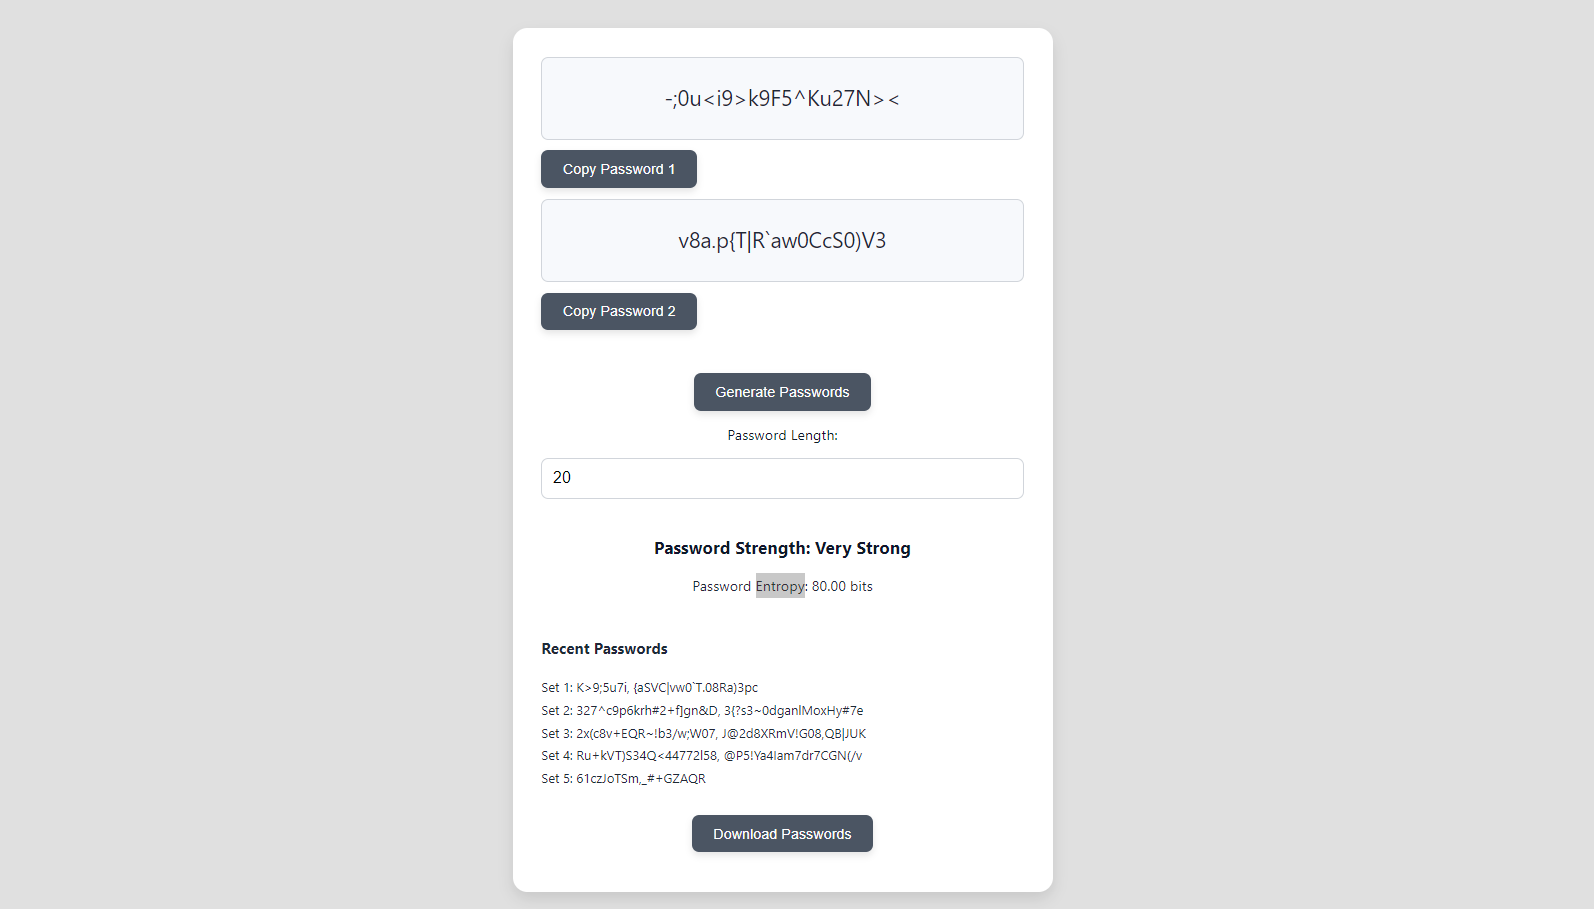 -;0u<i9>k9F5^Ku27N><
Copy Password 1
v8a.p{T|R`aw0CcS0)V3
Copy Password 2
Generate Passwords
Password Length:
20
Password Strength: Very Strong
Password Entropy: 80.00 bits
Recent Passwords
Set 1: K>9;5u7i, {aSVC|vw0`T.08Ra)3pc
Set 2: 327^c9p6krh#2+f]gn&D, 3{?s3~0dganlMoxHy#7e
Set 3: 2x(c8v+EQR~!b3/w;W07, J@2d8XRmV!G08,QB|JUK
Set 4: Ru+kVT)S34Q<44772l58, @P5!Ya4Iam7dr7CGN(/v
Set 5: 61czJoTSm,_#+GZAQR
Download Passwords